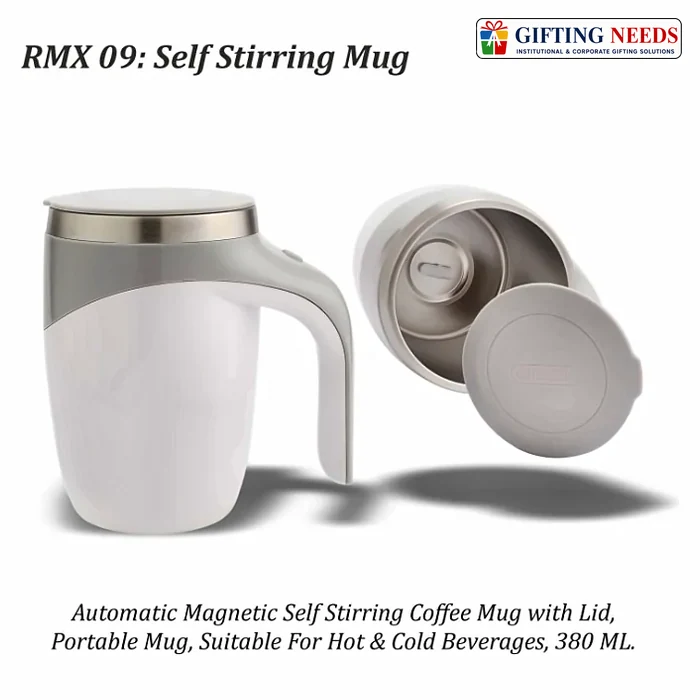 RMX 09: Self Stirring Mug
GIFTING NEEDS
INSTITUTIONAL & CORPORATE GIFTING SOLUTIONS
Automatic Magnetic Self Stirring Coffee Mug with Lid,
Portable Mug, Suitable For Hot & Cold Beverages, 380 ML.